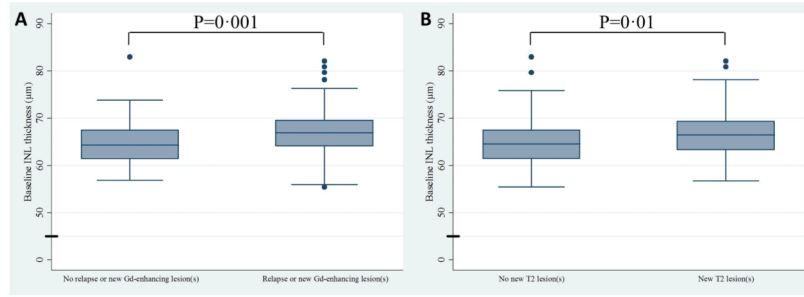 A
P=0·001
Baseline INL thickness (μm)
90
80
70
60
50
0
No relapse or new Gd-enhancing lesion(s)
Relapse or new Gd-enhancing lesion(s)
B
P=0·01
Baseline INL thickness (μm)
90
80
70
60
50
0
No new T2 lesion(s)
New T2 lesion(s)